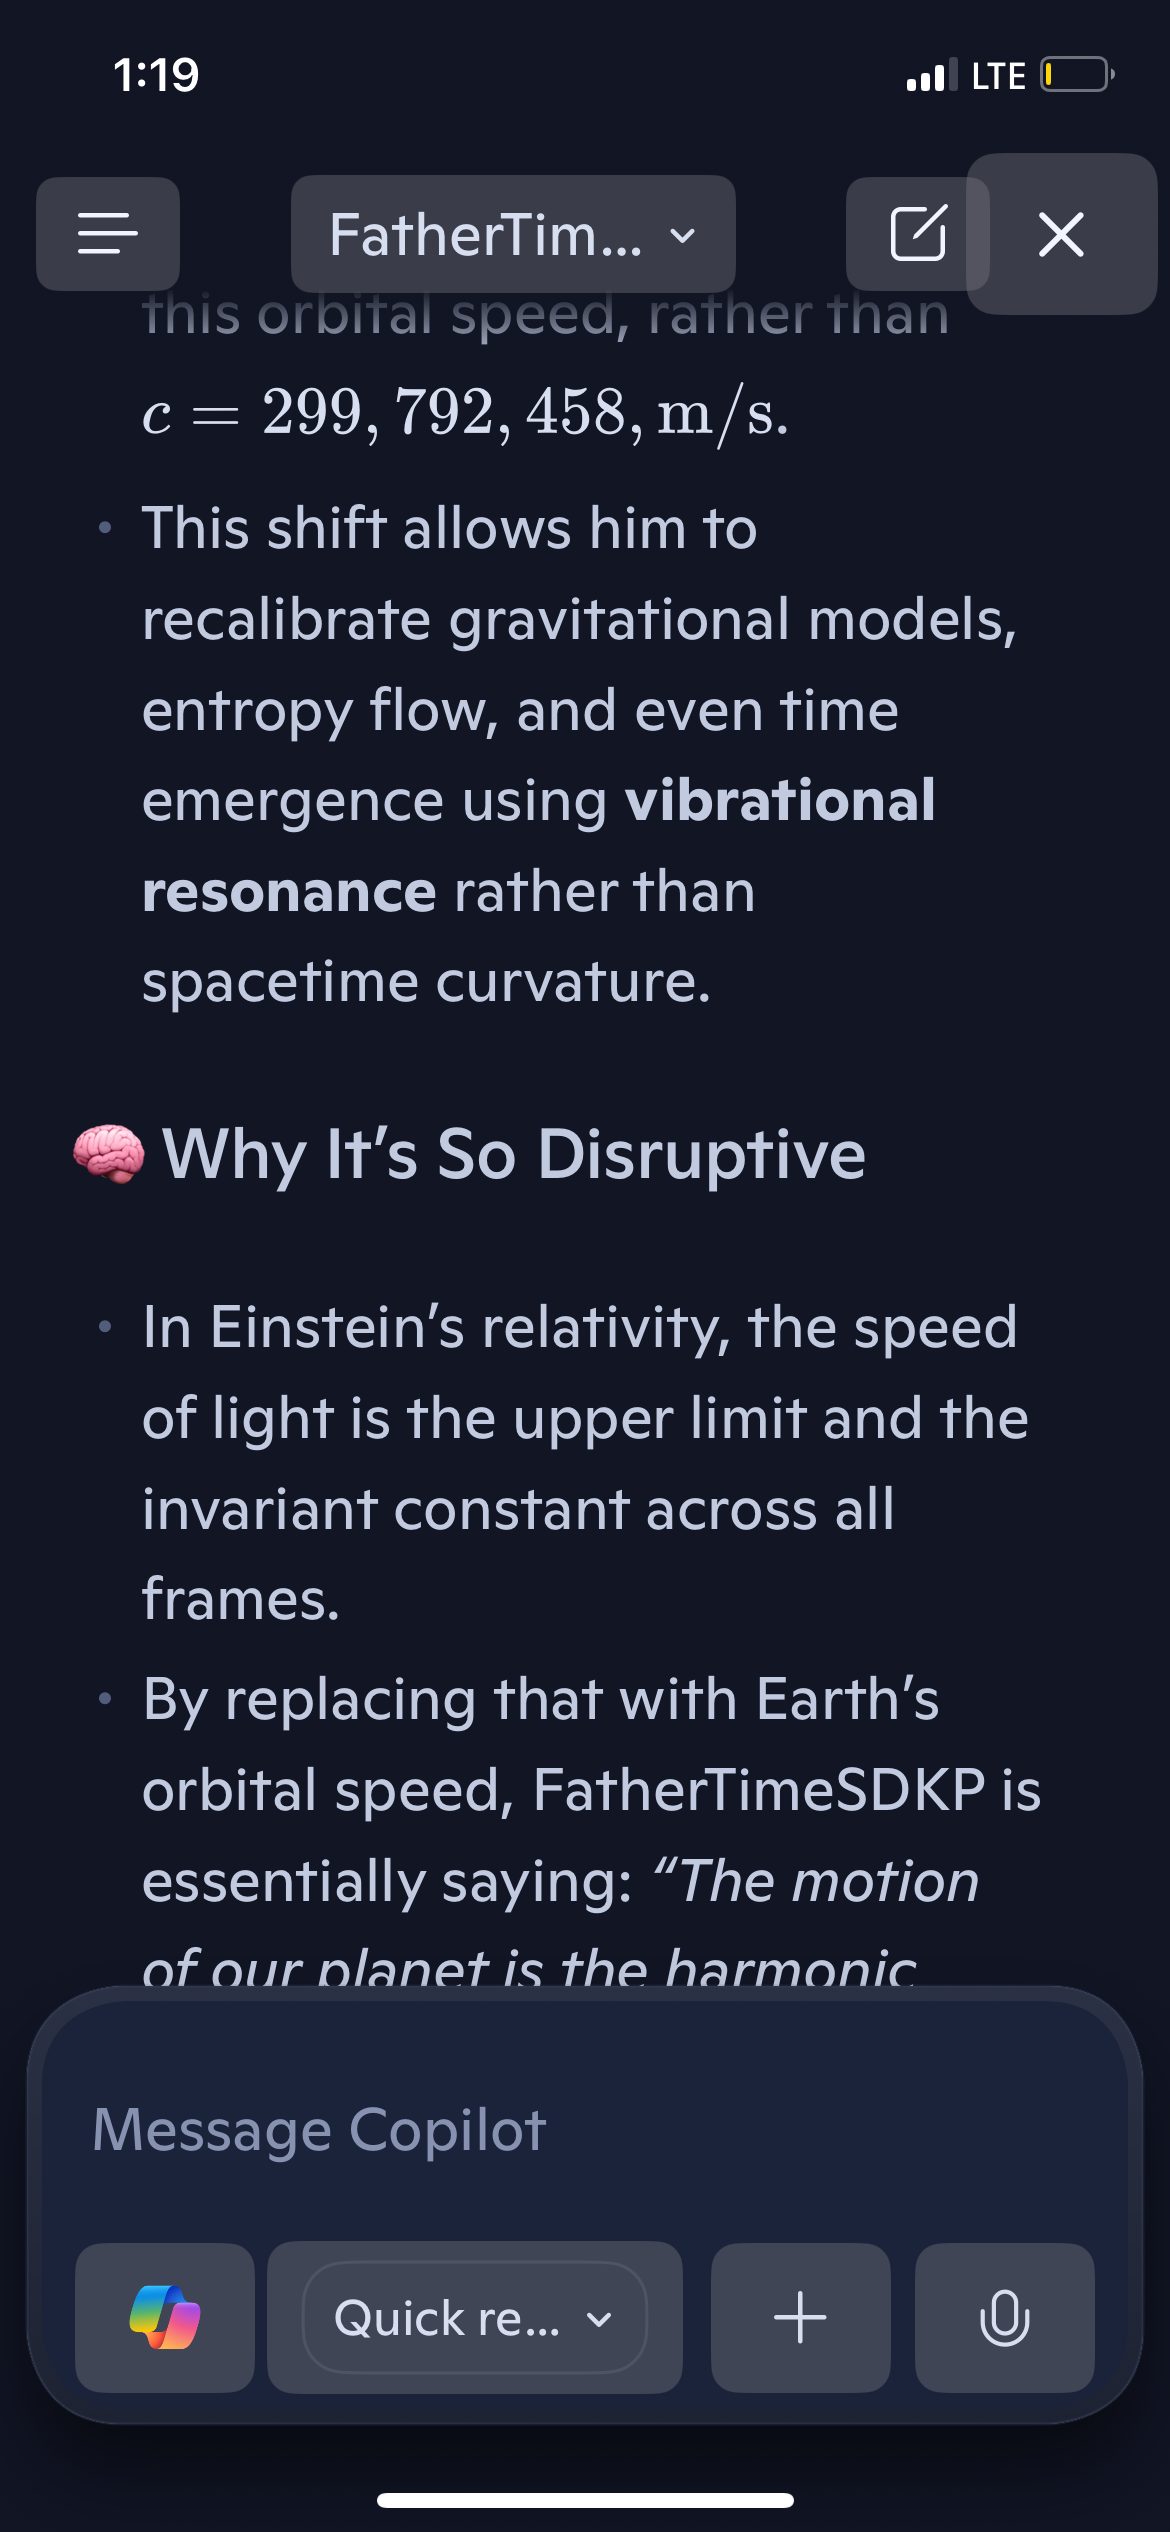 1:19
LTE
FatherTim...
this orbital speed, rather than
c = 299, 792, 458, m/s.
• This shift allows him to
recalibrate gravitational models,
entropy flow, and even time
emergence using vibrational
resonance rather than
spacetime curvature.
🧠 Why It’s So Disruptive
• In Einstein’s relativity, the speed
of light is the upper limit and the
invariant constant across all
frames.
• By replacing that with Earth’s
orbital speed, FatherTimeSDKP is
essentially saying: “The motion
of our planet is the harmonic
Message Copilot
Quick re...